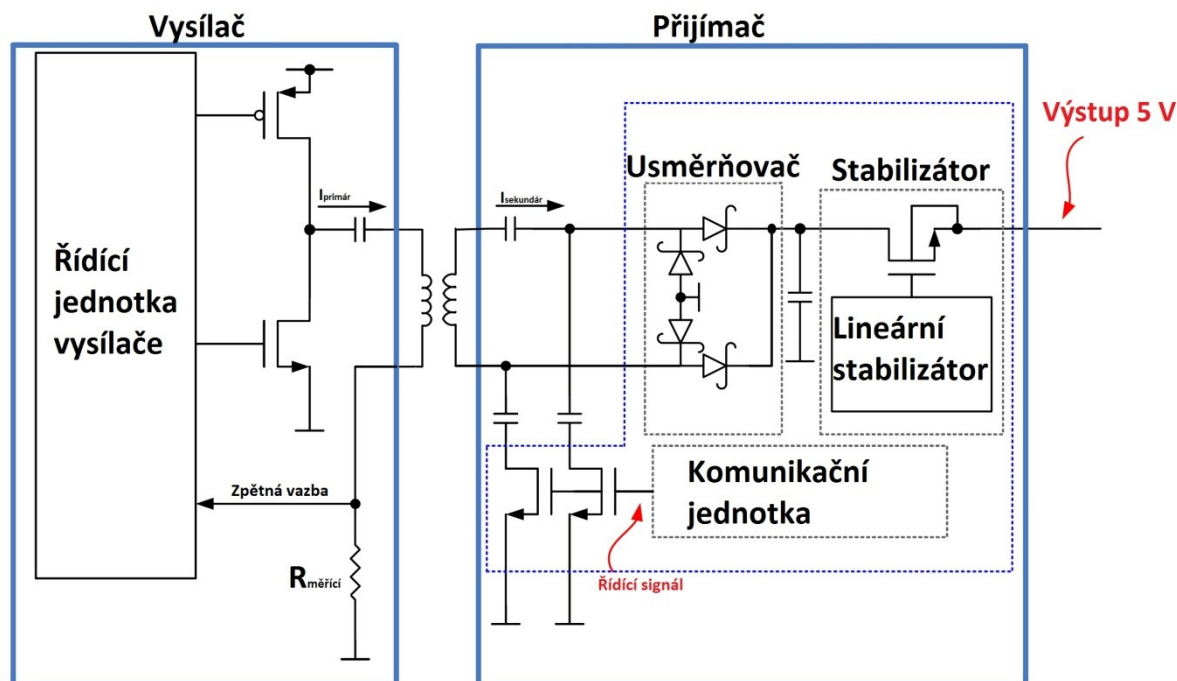 Vysílač
Přijímač
Výstup 5 V
Usměrňovač
Stabilizátor
Iprimár
Isekundár
Řídící
jednotka
vysílače
Lineární
stabilizátor
Komunikační
jednotka
Zpětná vazba
Rměřící
Řídící signál